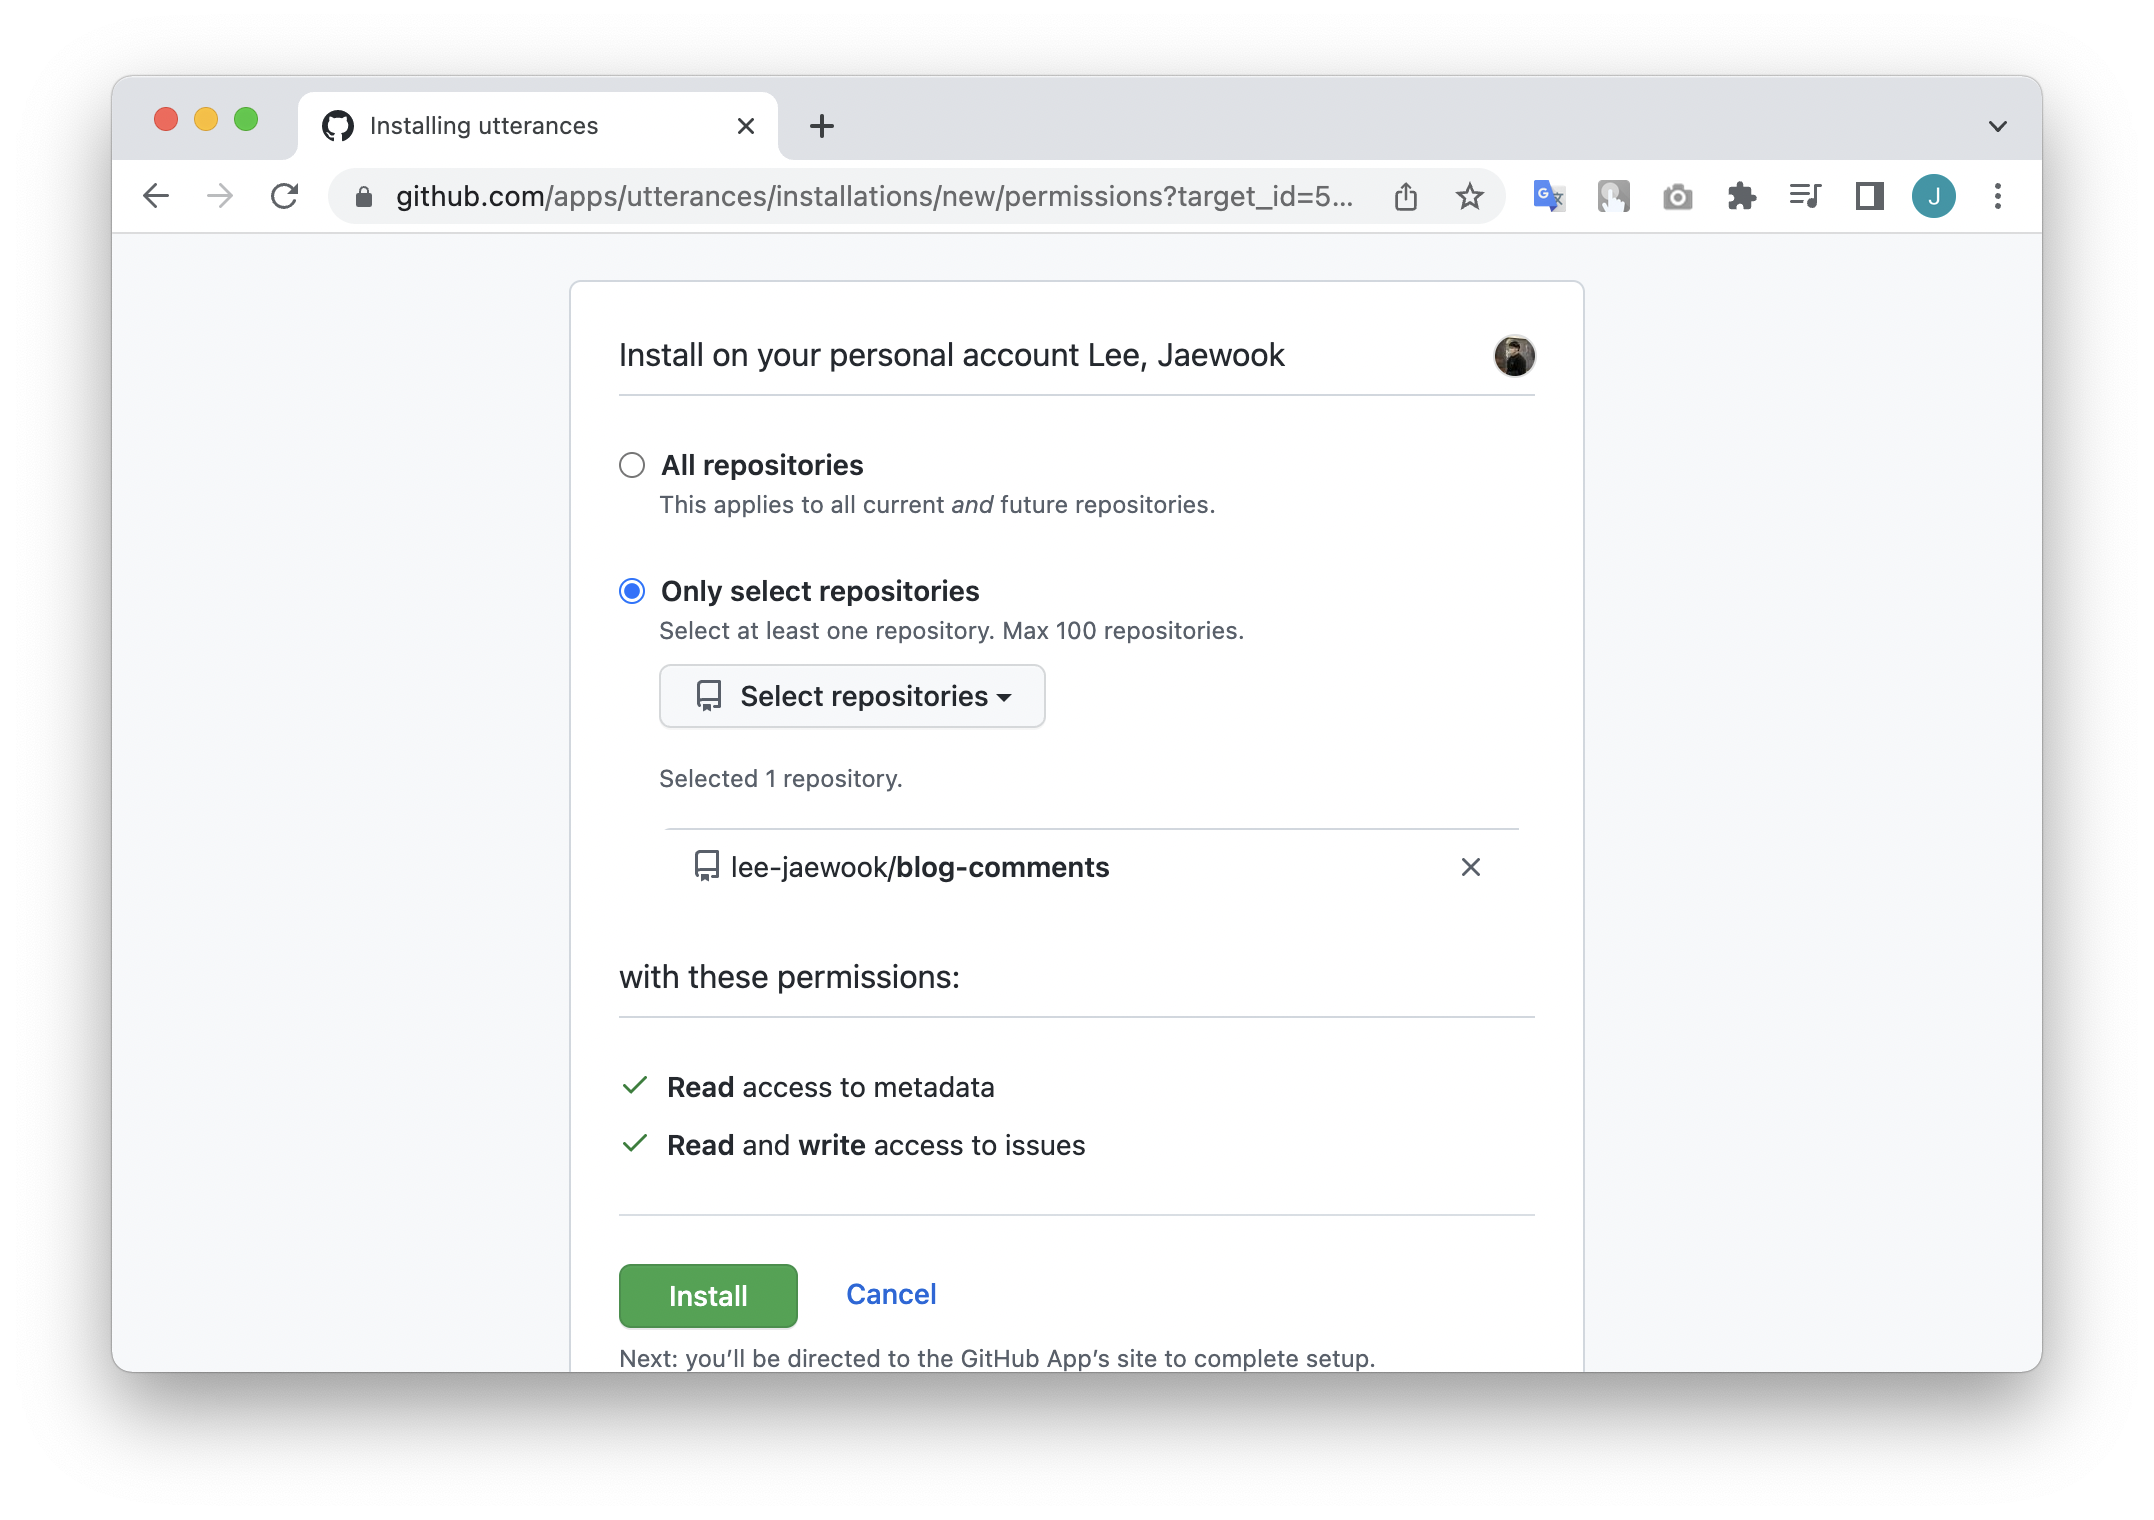 Installing utterances
github.com/apps/utterances/installations/new/permissions?target_id=5...
J
Install on your personal account Lee, Jaewook
All repositories
This applies to all current and future repositories.
Only select repositories
Select at least one repository. Max 100 repositories.
Select repositories
Selected 1 repository.
lee-jaewook/blog-comments
with these permissions:
Read access to metadata
Read and write access to issues
Install
Cancel
Next: you’ll be directed to the GitHub App’s site to complete setup.